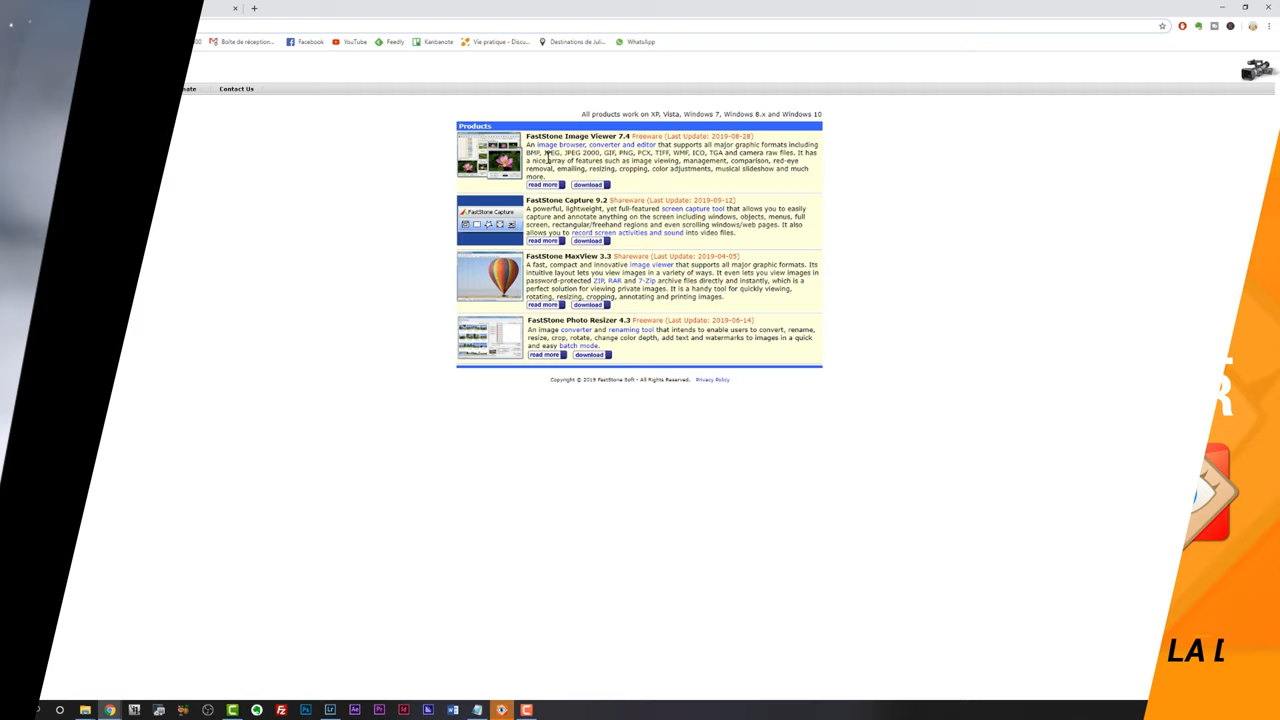 Boîte de réception...
Facebook
YouTube
Feedly
Kanbanote
Vie pratique - Discu...
Destinations de Juli...
WhatsApp
Contact Us
All products work on XP, Vista, Windows 7, Windows 8.x and Windows 10
Products
FastStone Image Viewer 7.4 Freeware (Last Update: 2019-08-28)
An image browser, converter and editor that supports all major graphic formats including
BMP, JPEG, JPEG 2000, GIF, PNG, PCX, TIFF, WMF, ICO, TGA and camera raw files. It has
a nice array of features such as image viewing, management, comparison, red-eye
removal, emailing, resizing, cropping, color adjustments, musical slideshow and much
more.
read more download
FastStone Capture 9.2 Shareware (Last Update: 2019-09-12)
FastStone Capture
A powerful, lightweight, yet full-featured screen capture tool that allows you to easily
capture and annotate anything on the screen including windows, objects, menus, full
screen, rectangular/freehand regions and even scrolling windows/web pages. It also
allows you to record screen activities and sound into video files.
read more download
FastStone MaxView 3.3 Shareware (Last Update: 2019-04-05)
A fast, compact and innovative image viewer that supports all major graphic formats. Its
intuitive layout lets you view images in a variety of ways. It even lets you view images in
password-protected ZIP, RAR and 7-Zip archive files directly and instantly, which is a
perfect solution for viewing private images. It is a handy tool for quickly viewing,
rotating, resizing, cropping, annotating and printing images.
read more download
FastStone Photo Resizer 4.3 Freeware (Last Update: 2019-06-14)
An image converter and renaming tool that intends to enable users to convert, rename,
resize, crop, rotate, change color depth, add text and watermarks to images in a quick
and easy batch mode.
read more download
Copyright © 2019 FastStone Soft - All Rights Reserved. Privacy Policy
R
LA